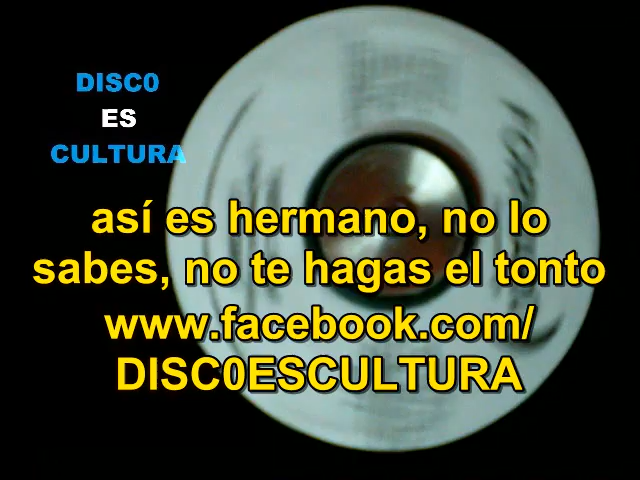 DISC0
ES
CULTURA
así es hermano, no lo
sabes, no te hagas el tonto
www.facebook.com/
DISC0ESCULTURA